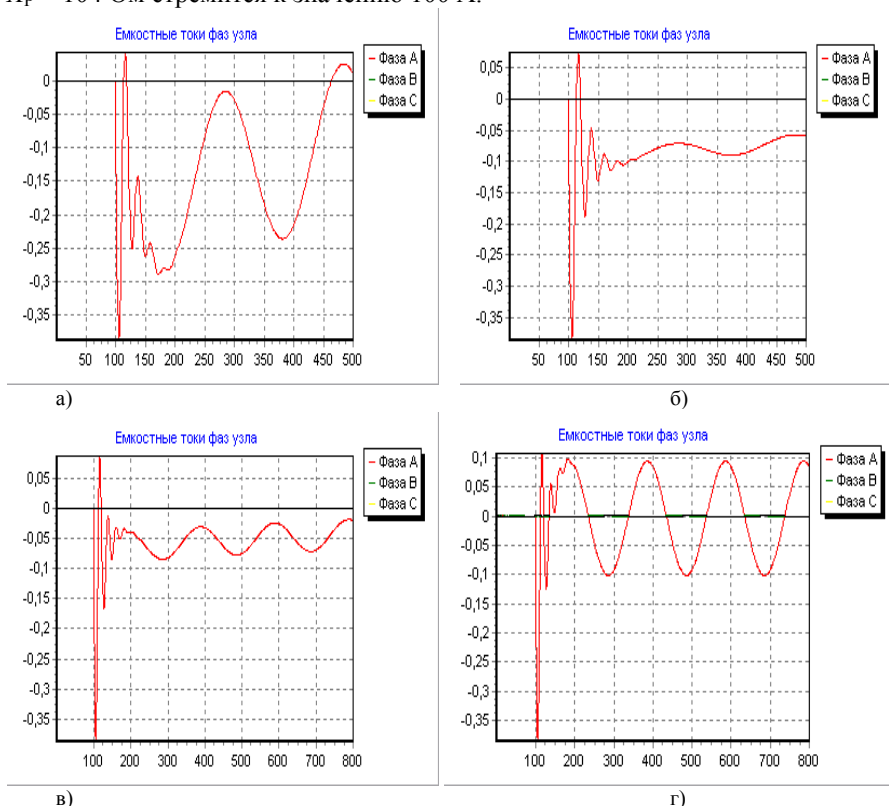 Xр = 104 Ом стремится к значению 100 А.
Емкостные токи фаз узла
Фаза А
Фаза В
Фаза С
0
-0,05
-0,1
-0,15
-0,2
-0,25
-0,3
-0,35
50 100 150 200 250 300 350 400 450 500
а)
Емкостные токи фаз узла
Фаза А
Фаза В
Фаза С
0,05
0
-0,05
-0,1
-0,15
-0,2
-0,25
-0,3
-0,35
50 100 150 200 250 300 350 400 450 500
б)
Емкостные токи фаз узла
Фаза А
Фаза В
Фаза С
0,05
0
-0,05
-0,1
-0,15
-0,2
-0,25
-0,3
-0,35
100 200 300 400 500 600 700 800
в)
Емкостные токи фаз узла
Фаза А
Фаза В
Фаза С
0,1
0,05
0
-0,05
-0,1
-0,15
-0,2
-0,25
-0,3
-0,35
100 200 300 400 500 600 700 800
г)